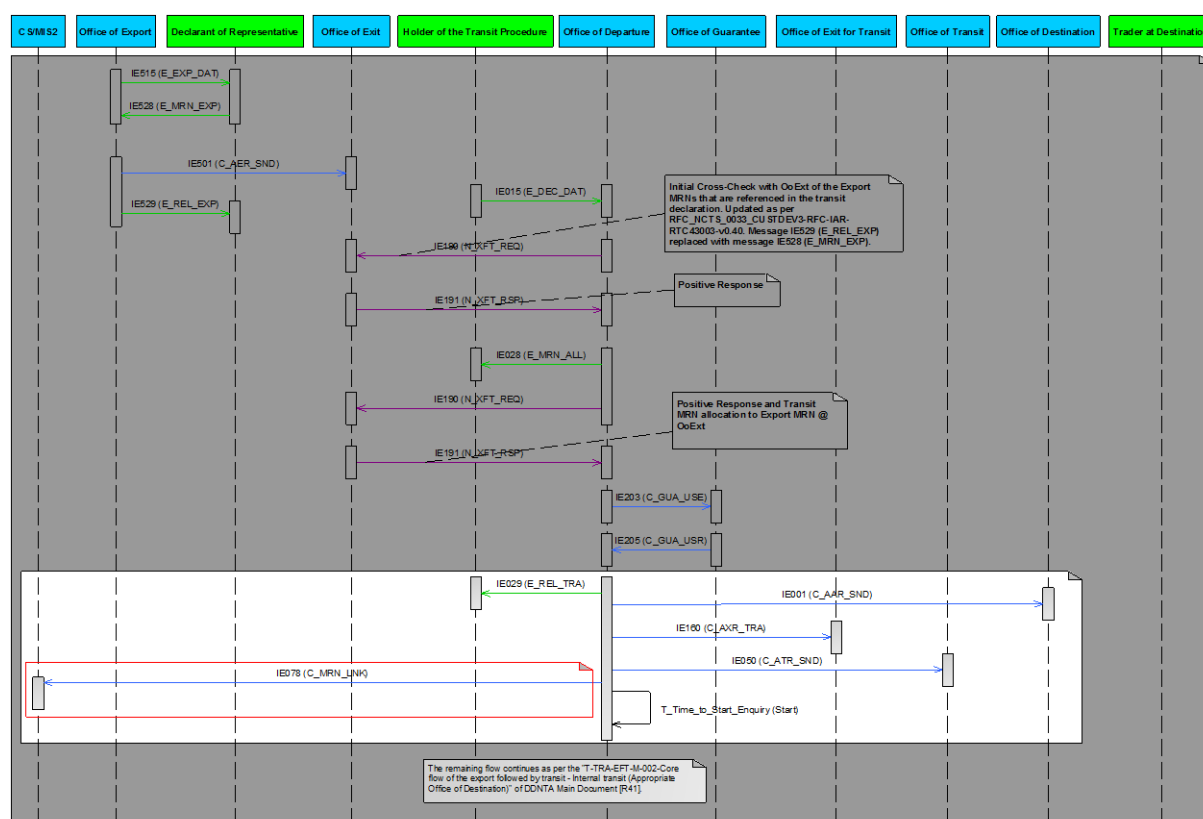 CS/MIS2
Office of Export
Declarant of Representative
Office of Exit
Holder of the Transit Procedure
Office of Departure
Office of Guarantee
Office of Exit for Transit
Office of Transit
Office of Destination
Trader at Destination
IE515 (E_EXP_DAT)
IE528 (E_MRN_EXP)
IE501 (C_AER_SND)
IE015 (E_DEC_DAT)
IE529 (E_REL_EXP)
Initial Cross-Check with OoExt of the Export
MRNs that are referenced in the transit
declaration. Updated as per
RFC_NCTS_0033_CUSTDEV3-RFC-IAR-
RTC43003-v0.40. Message IE529 (E_REL_EXP)
replaced with message IE528 (E_MRN_EXP).
IE190 (N_XFT_REQ)
Positive Response
IE191 (N_XFT_RSP)
IE028 (E_MRN_ALL)
IE190 (N_XFT_REQ)
Positive Response and Transit
MRN allocation to Export MRN @
OoExt
IE191 (N_XFT_RSP)
IE203 (C_GUA_USE)
IE205 (C_GUA_USR)
IE029 (E_REL_TRA)
IE001 (C_AAR_SND)
IE160 (C_AXR_TRA)
IE050 (C_ATR_SND)
IE078 (C_MRN_LNK)
T_Time_to_Start_Enquiry (Start)
The remaining flow continues as per the "T-TRA-EFT-M-002-Core
flow of the export followed by transit - Internal transit (Appropriate
Office of Destination)" of DDNTA Main Document [R41].